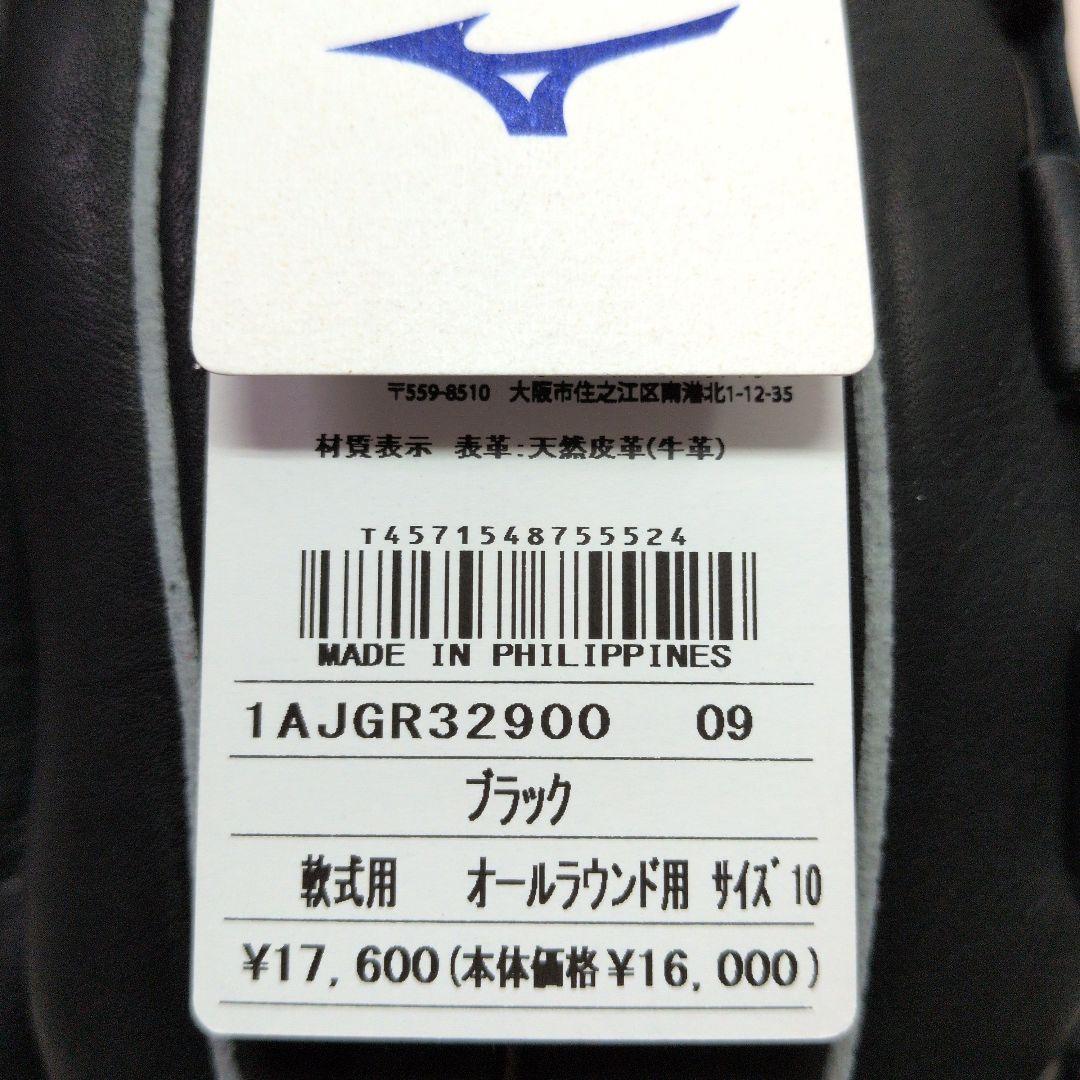 〒559-8510 大阪市住之江区南港北1-12-35
材質表示 表革:天然皮革(牛革)
T4571548755524
MADE IN PHILIPPINES
1AJGR32900 09
ブラック
軟式用 オールラウンド用 サイズ10
¥17,600(本体価格¥16,000)